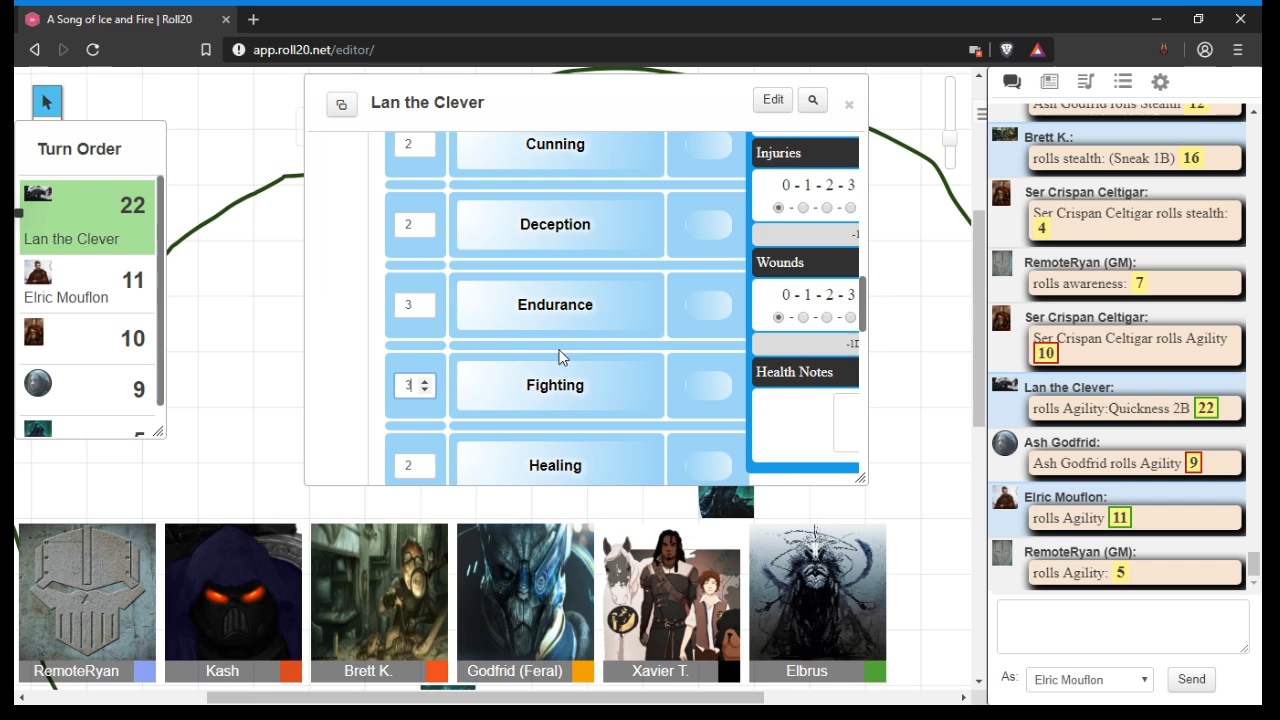 A Song of Ice and Fire | Roll20
app.roll20.net/editor/
Turn Order
22
Lan the Clever
11
Elric Mouflon
10
9
Lan the Clever
Edit
2
Cunning
2
Deception
3
Endurance
3
Fighting
2
Healing
Injuries
0 - 1 - 2 - 3
Wounds
0 - 1 - 2 - 3
Health Notes
RemoteRyan
Kash
Brett K.
Godfrid (Feral)
Xavier T.
Elbrus
Ash Godfrid rolls Stealth 12
Brett K.:
rolls stealth: (Sneak 1B) 16
Ser Crispan Celtigar:
Ser Crispan Celtigar rolls stealth:
4
RemoteRyan (GM):
rolls awareness: 7
Ser Crispan Celtigar:
Ser Crispan Celtigar rolls Agility
10
Lan the Clever:
rolls Agility:Quickness 2B 22
Ash Godfrid:
Ash Godfrid rolls Agility 9
Elric Mouflon:
rolls Agility 11
RemoteRyan (GM):
rolls Agility: 5
As:
Elric Mouflon
Send